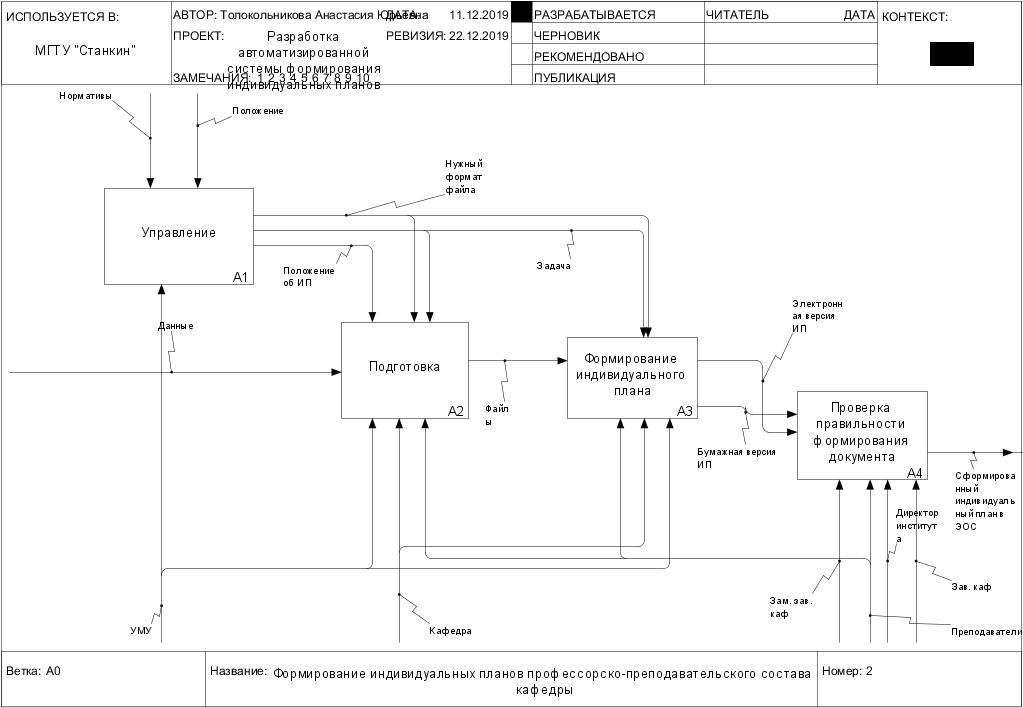 ИСПОЛЬЗУЕТСЯ В:
МГТУ "Станкин"
АВТОР: Толокольникова Анастасия Юрьевна
ДАТА: 11.12.2019
ПРОЕКТ: Разработка
автоматизированной
системы формирования
индивидуальных планов
РЕВИЗИЯ: 22.12.2019
ЗАМЕЧАНИЯ: 1 2 3 4 5 6 7 8 9 10
РАЗРАБАТЫВАЕТСЯ
ЧЕРНОВИК
РЕКОМЕНДОВАНО
ПУБЛИКАЦИЯ
ЧИТАТЕЛЬ ДАТА
КОНТЕКСТ:
Нормативы
Положение
Нужный
формат
файла
Управление
A1
Положение
об ИП
Задача
Данные
Электронн
ая версия
ИП
Подготовка
A2
Файл
ы
Формирование
индивидуального
плана
A3
Бумажная версия
ИП
Проверка
правильности
формирования
документа
A4
Сформирова
нный
индивидуаль
ный план в
ЭОС
Директор
институт
а
Зав. каф
Зам. зав.
каф
УМУ
Кафедра
Преподаватели
Ветка: A0
Название: Формирование индивидуальных планов профессорско-преподавательского состава
кафедры
Номер: 2